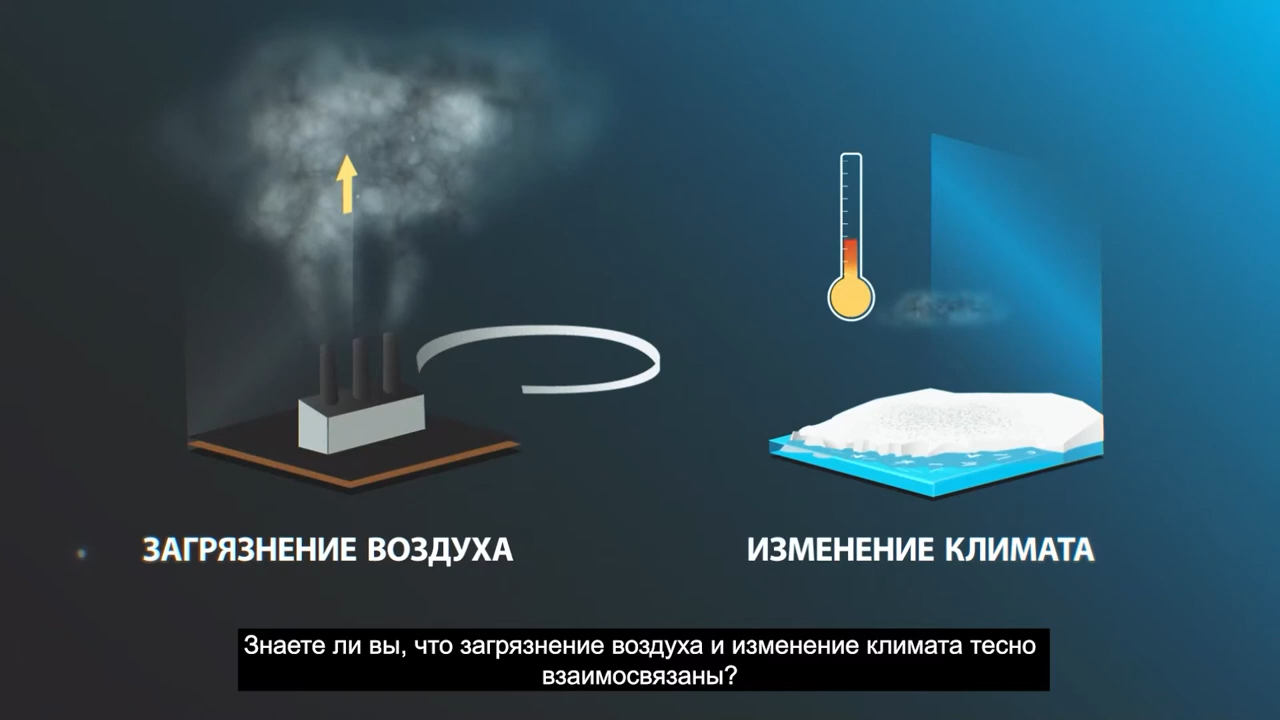 ЗАГРЯЗНЕНИЕ ВОЗДУХА
ИЗМЕНЕНИЕ КЛИМАТА
Знаете ли вы, что загрязнение воздуха и изменение климата тесно
взаимосвязаны?